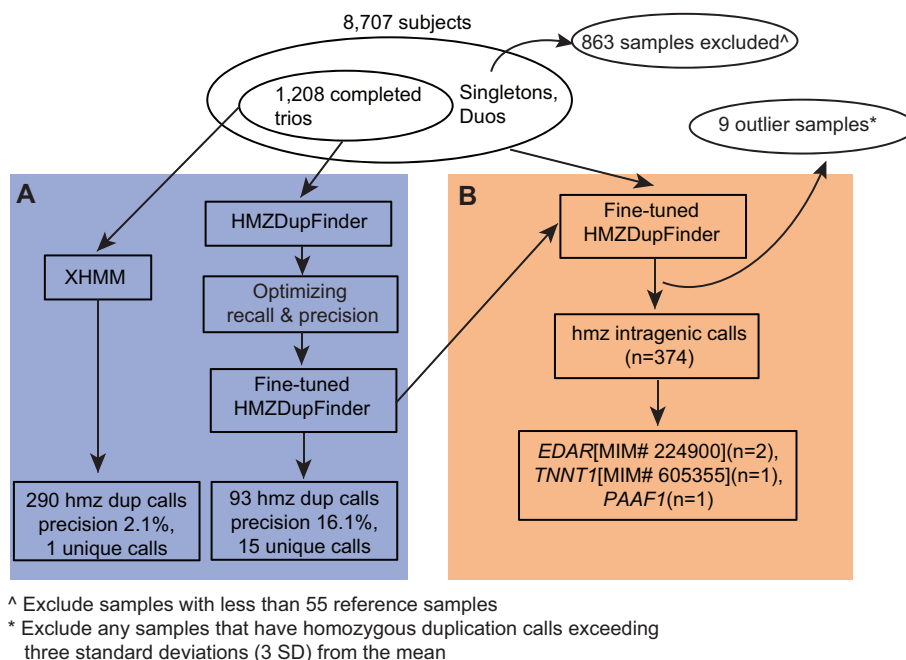 8,707 subjects
863 samples excluded^
1,208 completed
trios
Singletons,
Duos
9 outlier samples*
A
HMZDupFinder
XHMM
Optimizing
recall & precision
Fine-tuned
HMZDupFinder
290 hmz dup calls
precision 2.1%,
1 unique calls
93 hmz dup calls
precision 16.1%,
15 unique calls
B
Fine-tuned
HMZDupFinder
hmz intragenic calls
(n=374)
EDAR[MIM# 224900](n=2),
TNNT1[MIM# 605355](n=1),
PAAF1(n=1)
^ Exclude samples with less than 55 reference samples
* Exclude any samples that have homozygous duplication calls exceeding
three standard deviations (3 SD) from the mean